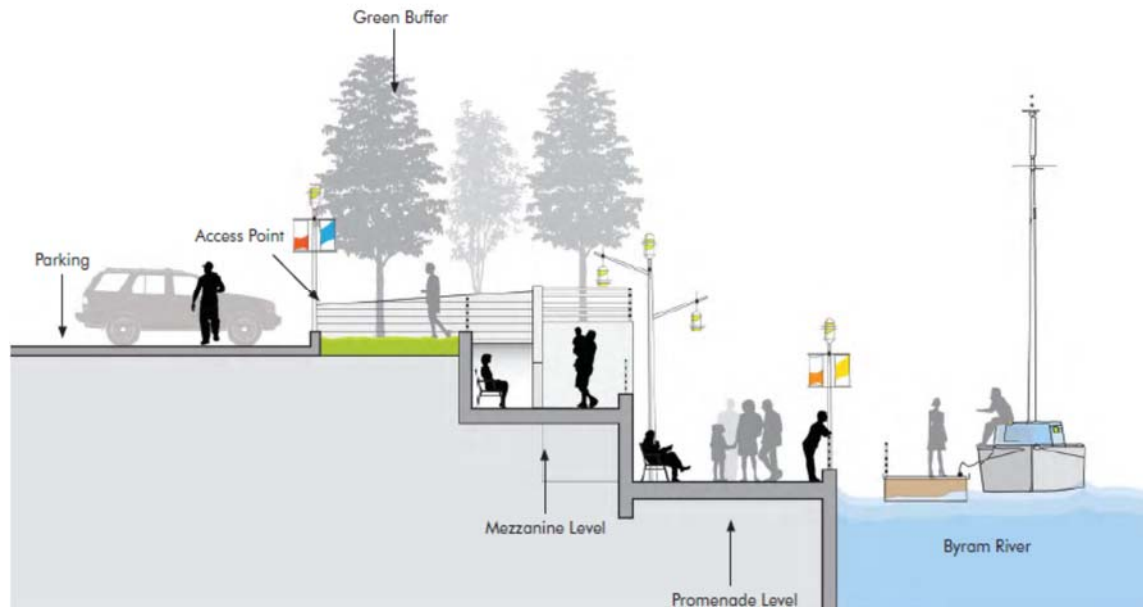 Green Buffer
Access Point
Parking
Mezzanine Level
Byram River
Promenade Level